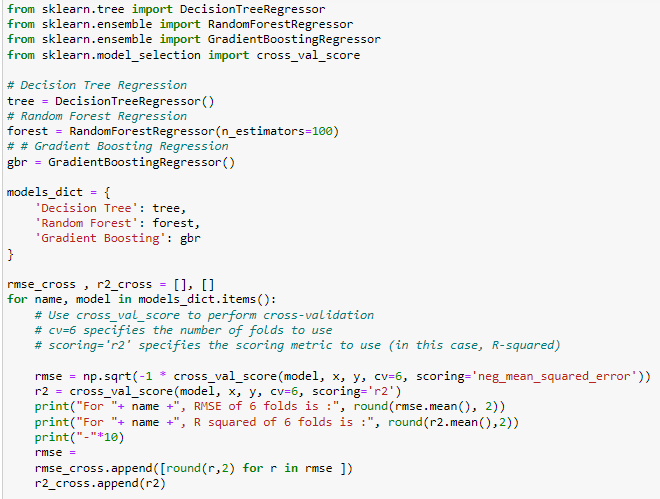 from sklearn.tree import DecisionTreeRegressor
from sklearn.ensemble import RandomForestRegressor
from sklearn.ensemble import GradientBoostingRegressor
from sklearn.model_selection import cross_val_score

# Decision Tree Regression
tree = DecisionTreeRegressor()
# Random Forest Regression
forest = RandomForestRegressor(n_estimators=100)
# # Gradient Boosting Regression
gbr = GradientBoostingRegressor()

models_dict = {
    'Decision Tree': tree,
    'Random Forest': forest,
    'Gradient Boosting': gbr
}

rmse_cross , r2_cross = [], []
for name, model in models_dict.items():
    # Use cross_val_score to perform cross-validation
    # cv=6 specifies the number of folds to use
    # scoring='r2' specifies the scoring metric to use (in this case, R-squared)

    rmse = np.sqrt(-1 * cross_val_score(model, x, y, cv=6, scoring='neg_mean_squared_error'))
    r2 = cross_val_score(model, x, y, cv=6, scoring='r2')
    print("For "+ name +", RMSE of 6 folds is :", round(rmse.mean(), 2))
    print("For "+ name +", R squared of 6 folds is :", round(r2.mean(),2))
    print("-"*10)
    rmse =
    rmse_cross.append([round(r,2) for r in rmse ])
    r2_cross.append(r2)